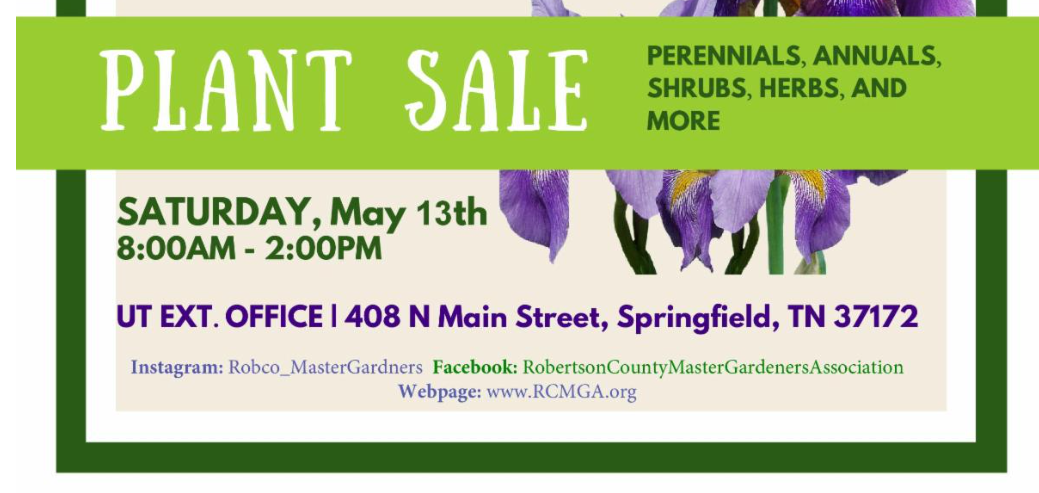 PLANT SALE
PERENNIALS, ANNUALS,
SHRUBS, HERBS, AND
MORE
SATURDAY, May 13th
8:00AM - 2:00PM
UT EXT. OFFICE | 408 N Main Street, Springfield, TN 37172
Instagram: Robco_MasterGardners Facebook: RobertsonCountyMasterGardenersAssociation
Webpage: www.RCMGA.org